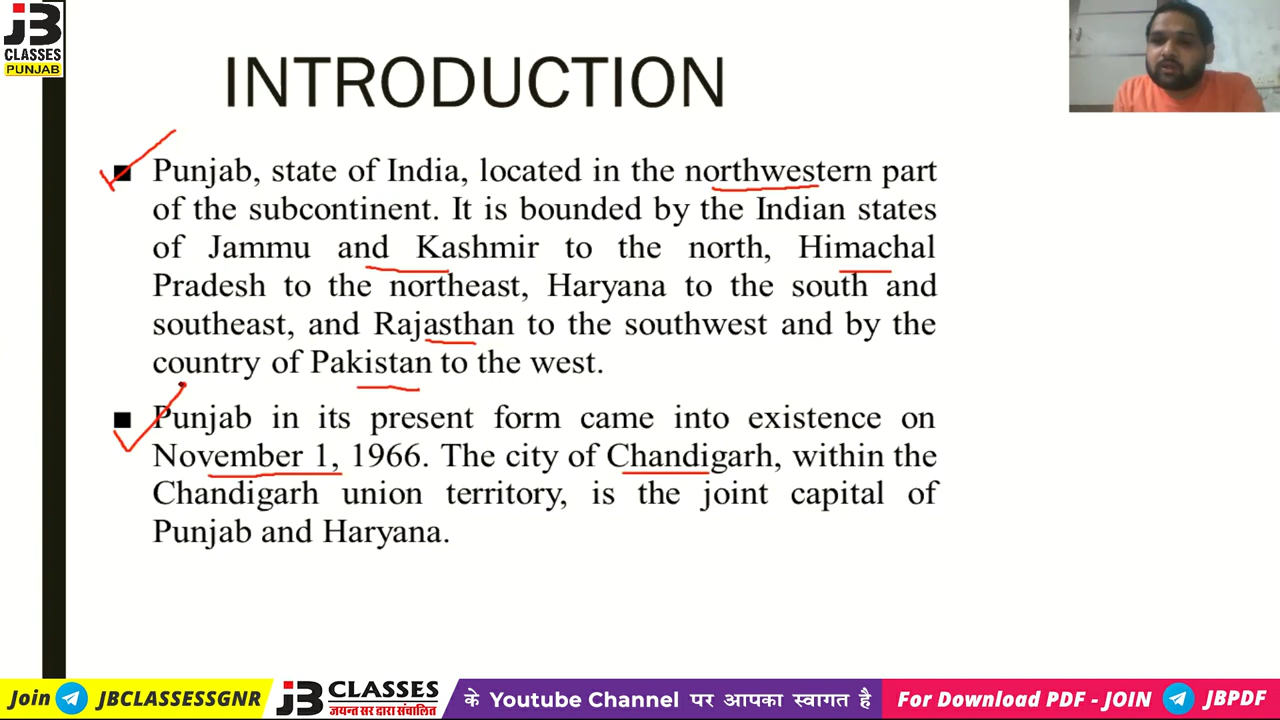 JB
CLASSES
PUNJAB
INTRODUCTION
■ Punjab, state of India, located in the northwestern part
of the subcontinent. It is bounded by the Indian states
of Jammu and Kashmir to the north, Himachal
Pradesh to the northeast, Haryana to the south and
southeast, and Rajasthan to the southwest and by the
country of Pakistan to the west.
■ Punjab in its present form came into existence on
November 1, 1966. The city of Chandigarh, within the
Chandigarh union territory, is the joint capital of
Punjab and Haryana.
Join JBCLASSESSGNR
JB CLASSES
जयन्त सर द्वारा संचालित
के Youtube Channel पर आपका स्वागत है
For Download PDF - JOIN JBPDF